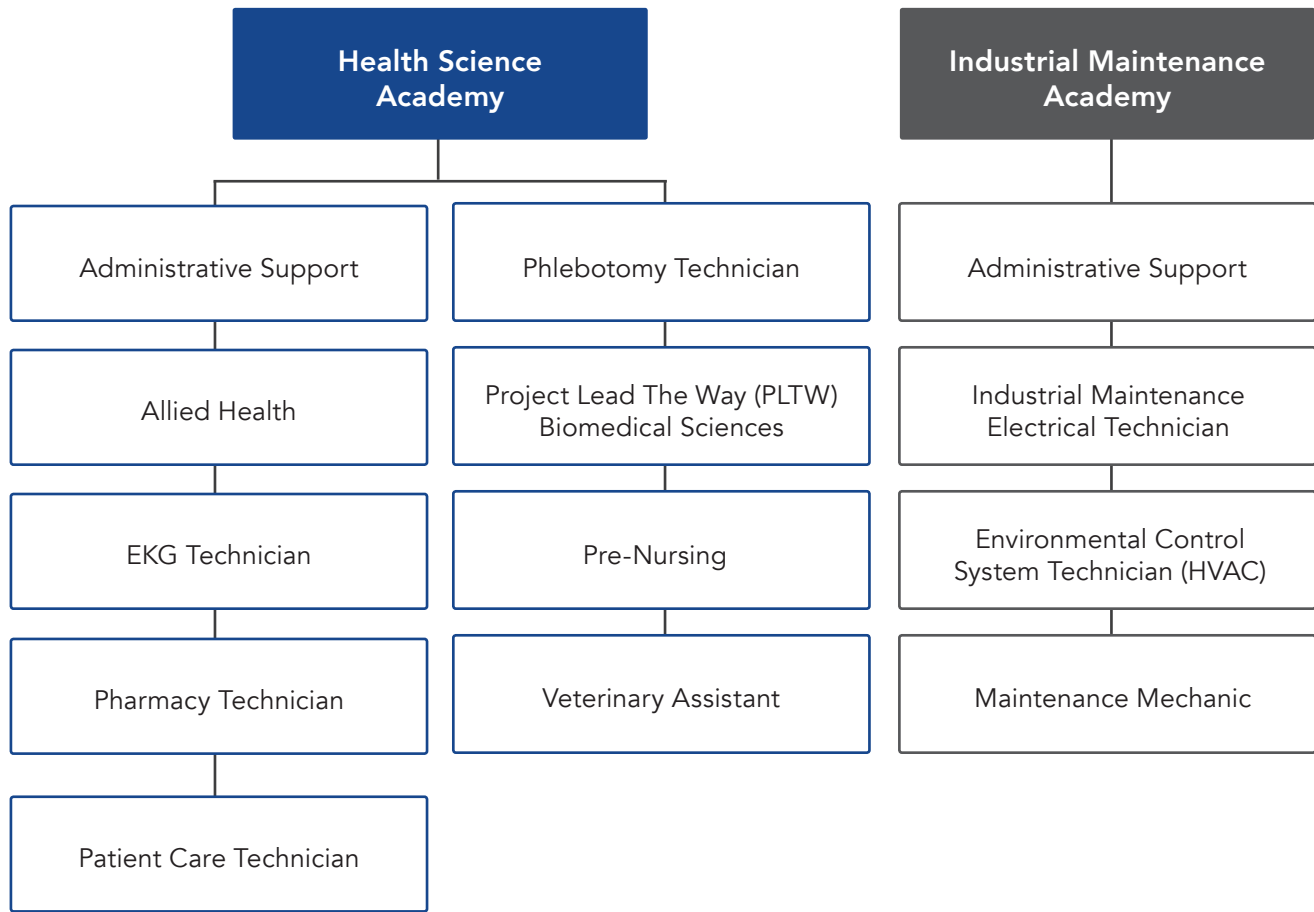 Health Science
Academy
Administrative Support
Allied Health
EKG Technician
Pharmacy Technician
Patient Care Technician
Phlebotomy Technician
Project Lead The Way (PLTW)
Biomedical Sciences
Pre-Nursing
Veterinary Assistant
Industrial Maintenance
Academy
Administrative Support
Industrial Maintenance
Electrical Technician
Environmental Control
System Technician (HVAC)
Maintenance Mechanic